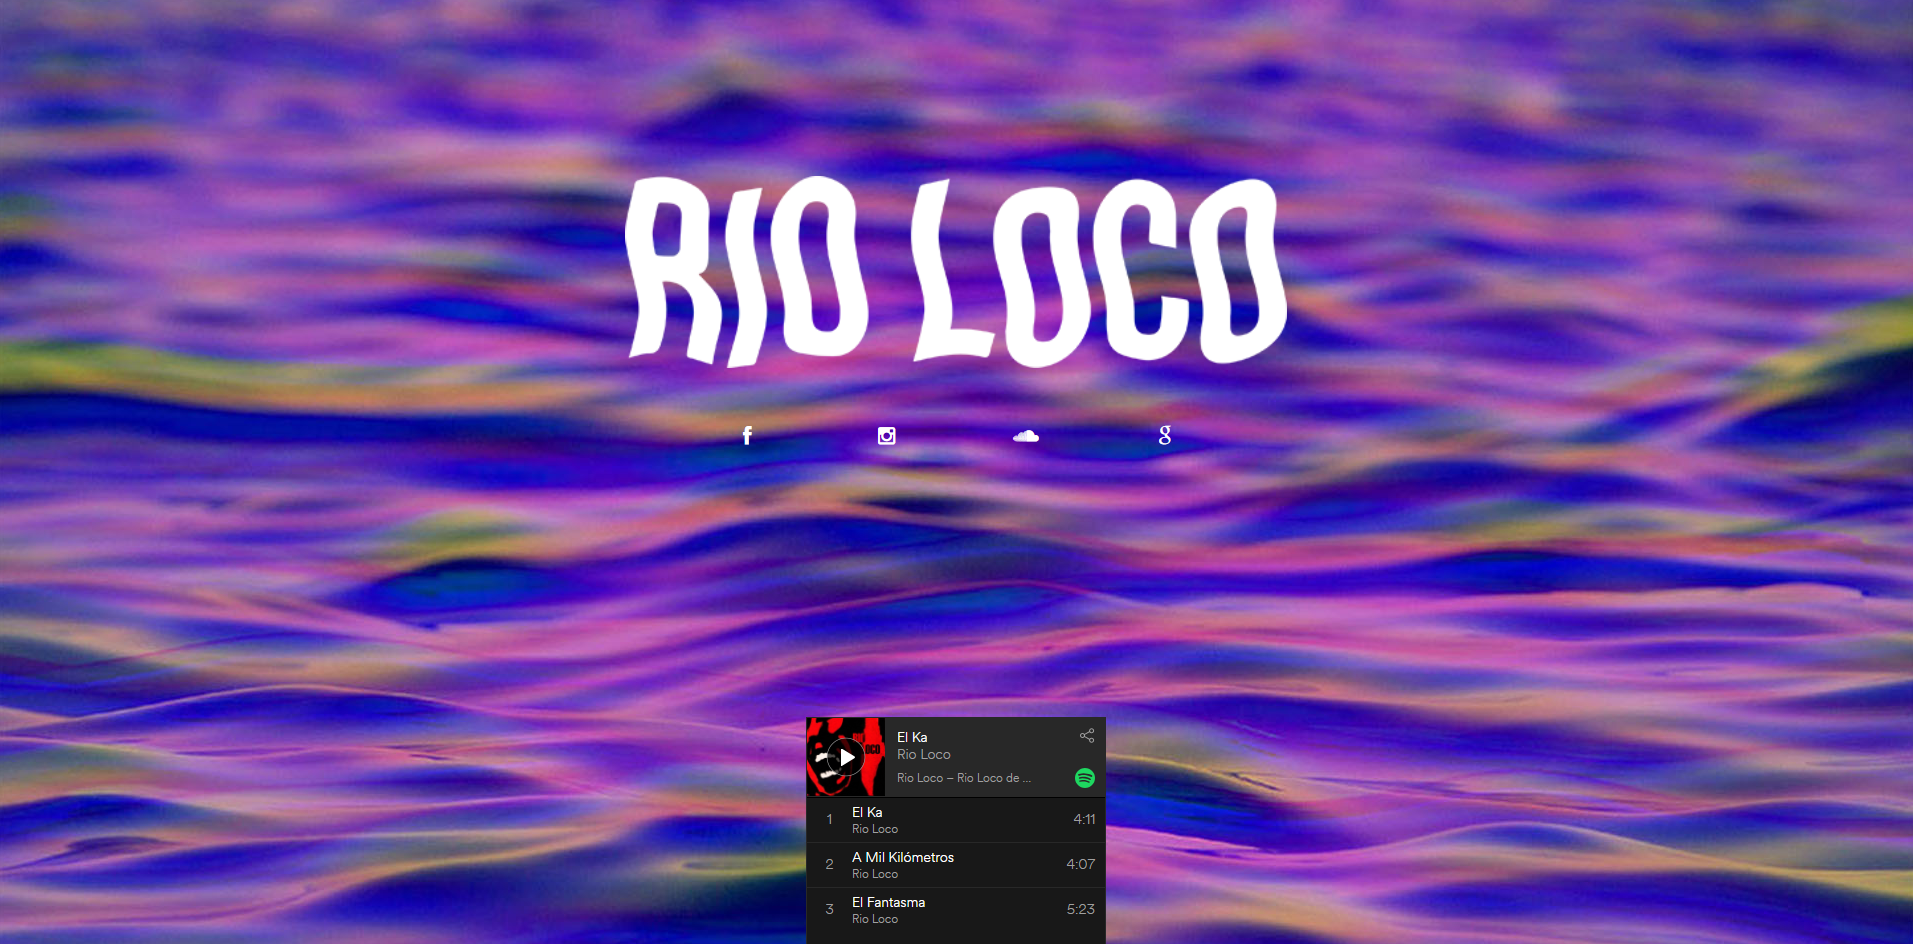 RIO LOCO
El Ka
Rio Loco
Rio Loco – Rio Loco de ...
1 El Ka 4:11
Rio Loco
2 A Mil Kilómetros 4:07
Rio Loco
3 El Fantasma 5:23
Rio Loco